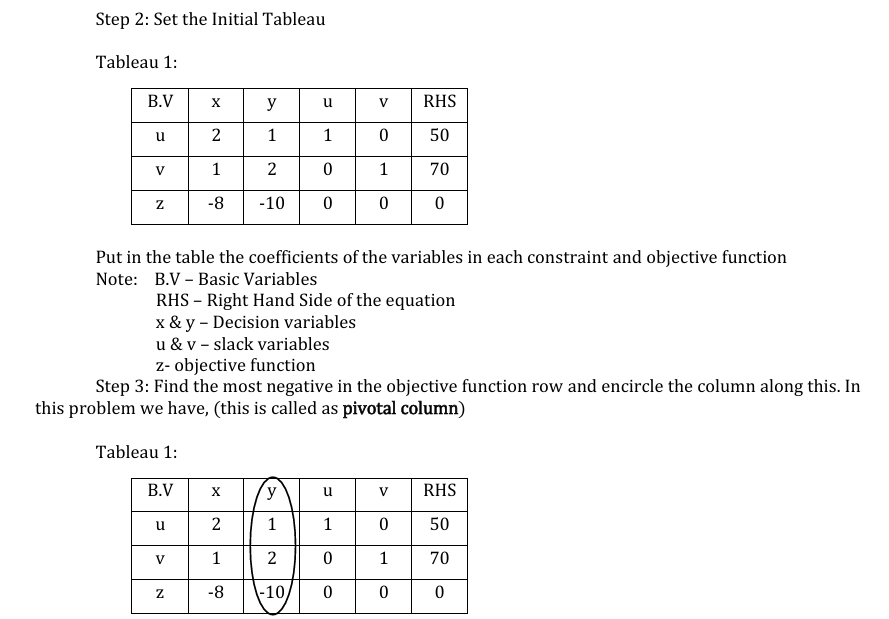 Step 2: Set the Initial Tableau
Tableau 1:
B.V x y u v RHS
u 2 1 1 0 50
v 1 2 0 1 70
z -8 -10 0 0 0
Put in the table the coefficients of the variables in each constraint and objective function
Note: B.V – Basic Variables
RHS – Right Hand Side of the equation
x & y – Decision variables
u & v – slack variables
z- objective function
Step 3: Find the most negative in the objective function row and encircle the column along this. In
this problem we have, (this is called as pivotal column)
Tableau 1:
B.V x y u v RHS
u 2 1 1 0 50
v 1 2 0 1 70
z -8 -10 0 0 0